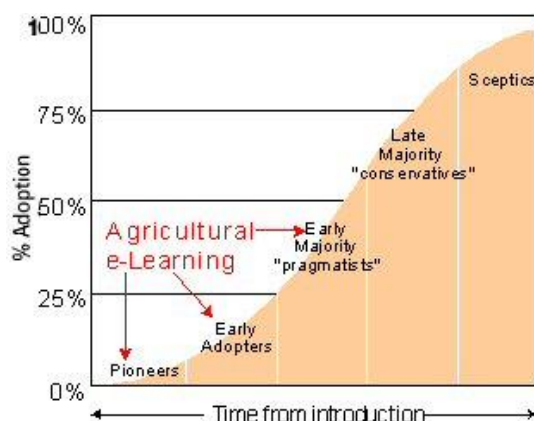 100%
Sceptics
75%
Late
Majority
"conservatives"
50%
Agricultural
e-Learning
Early
Majority
"pragmatists"
25%
Early
Adopters
Pioneers
0%
% Adoption
Time from introduction